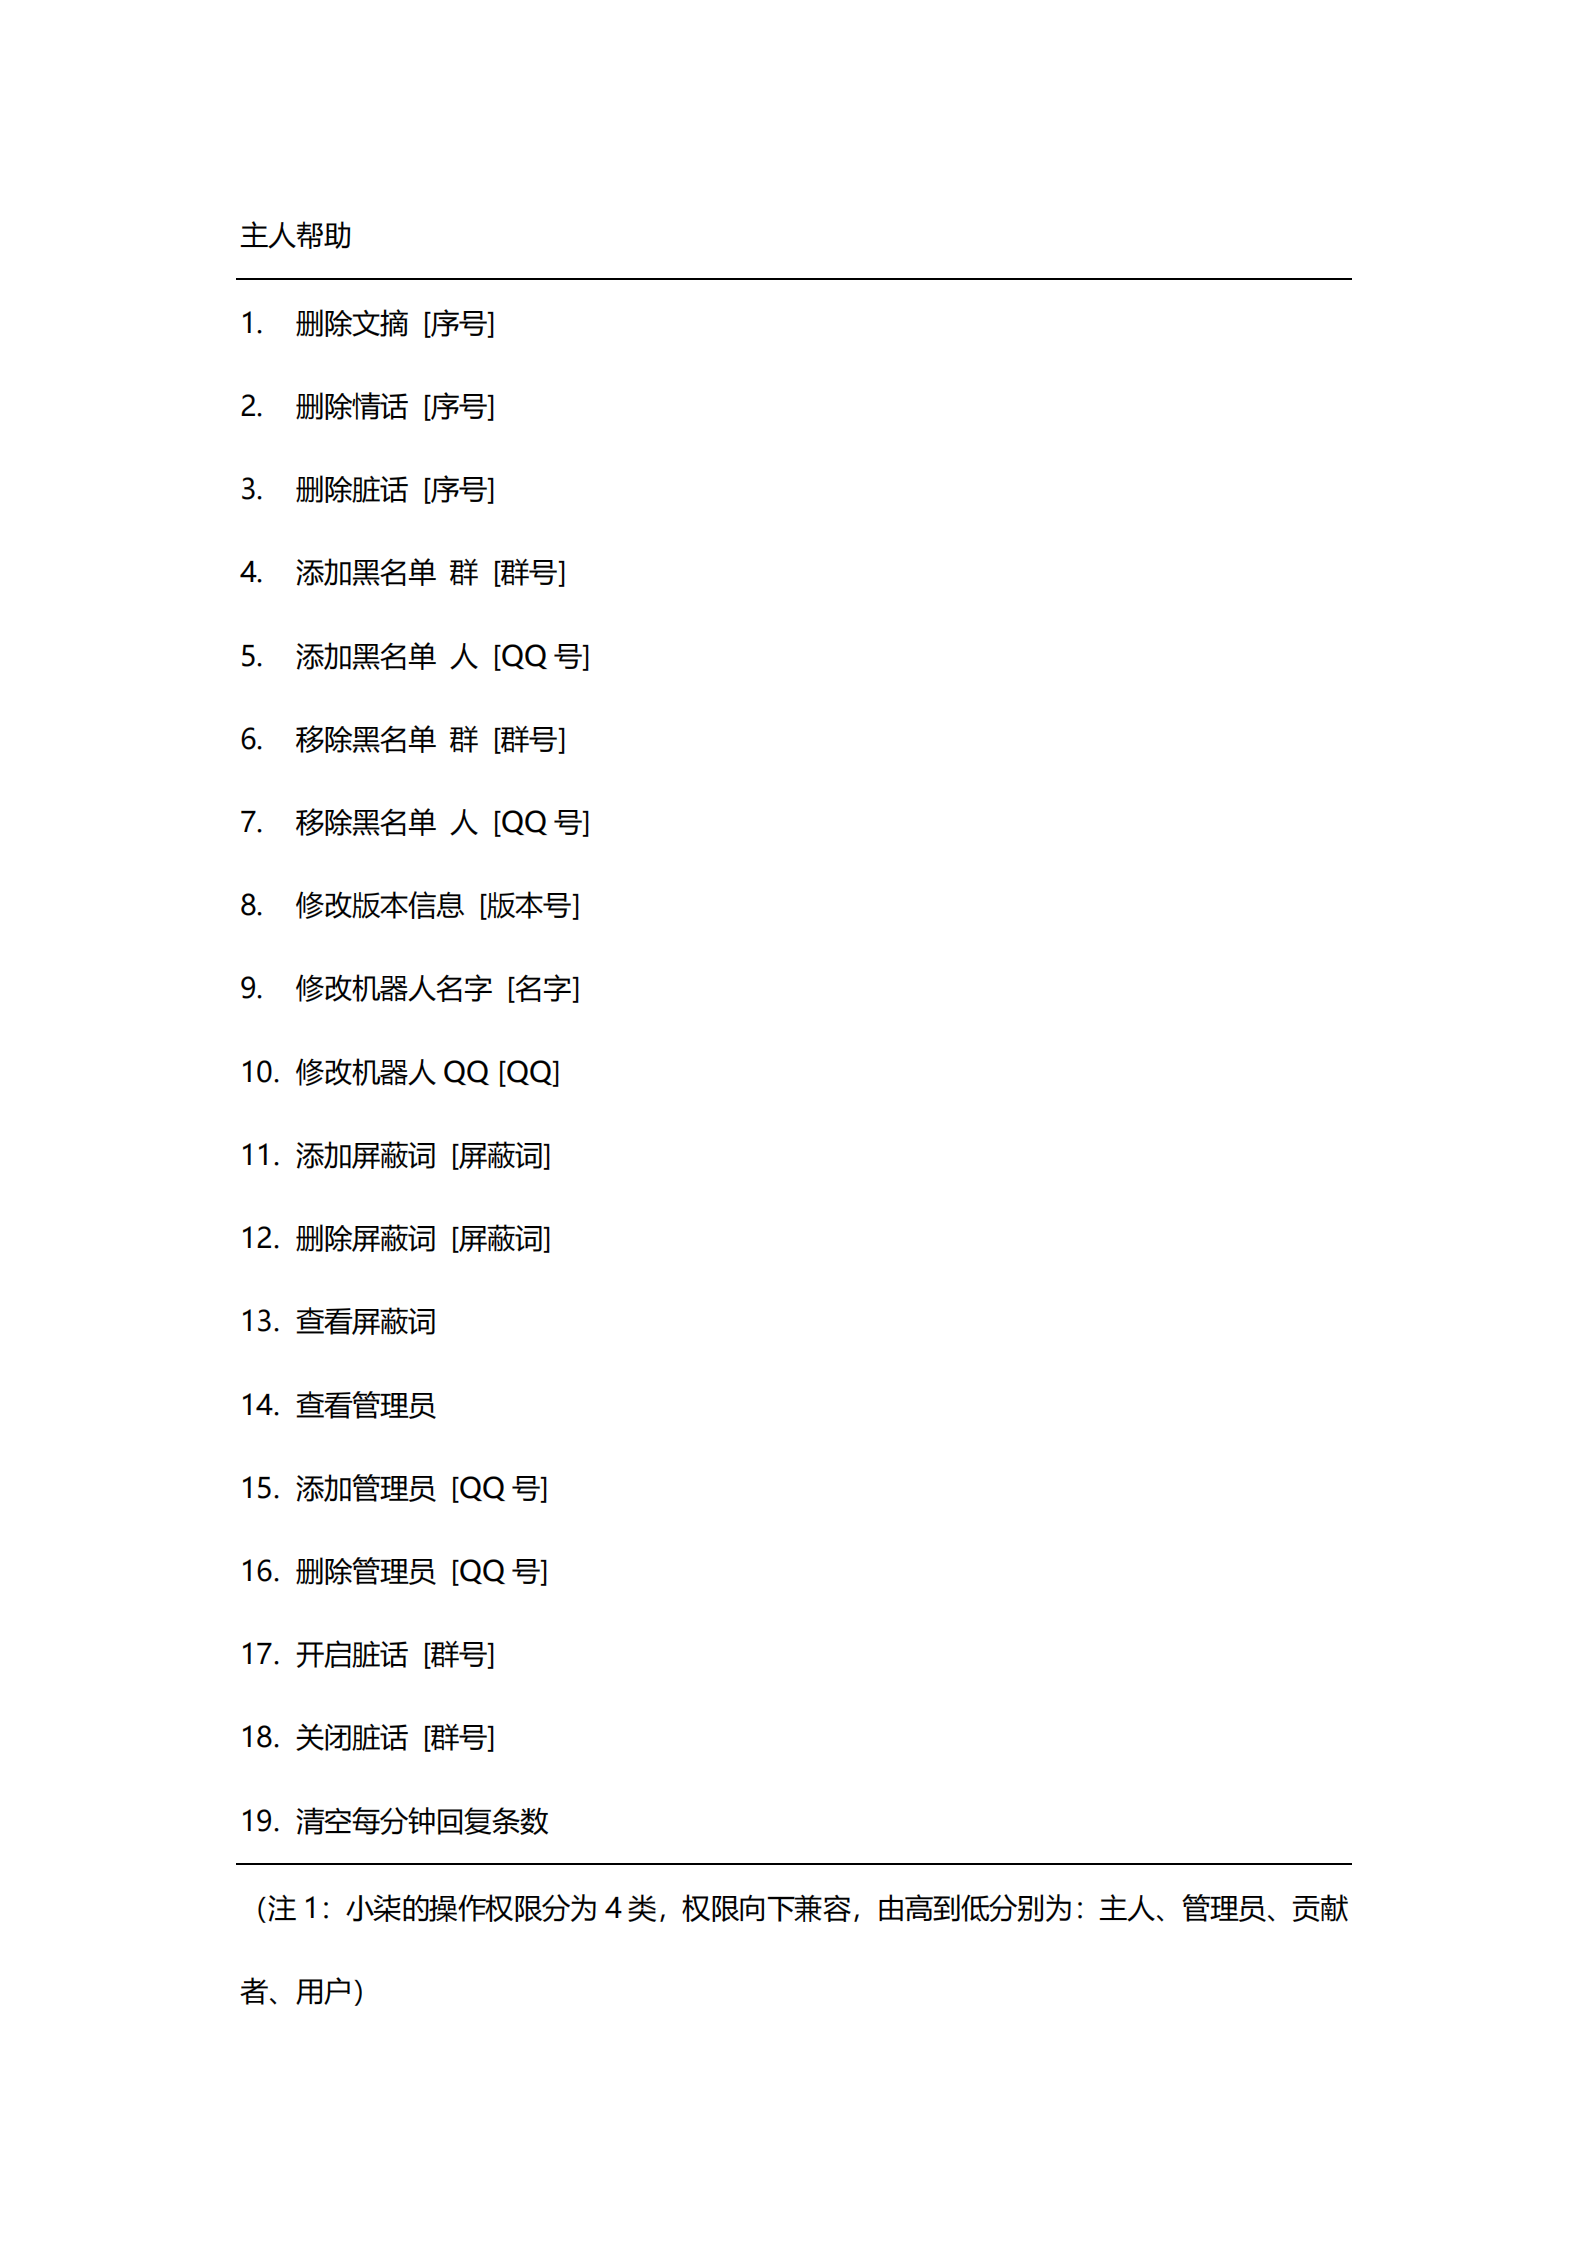 主人帮助
1. 删除文摘 [序号]
2. 删除情话 [序号]
3. 删除脏话 [序号]
4. 添加黑名单 群 [群号]
5. 添加黑名单 人 [QQ 号]
6. 移除黑名单 群 [群号]
7. 移除黑名单 人 [QQ 号]
8. 修改版本信息 [版本号]
9. 修改机器人名字 [名字]
10. 修改机器人 QQ [QQ]
11. 添加屏蔽词 [屏蔽词]
12. 删除屏蔽词 [屏蔽词]
13. 查看屏蔽词
14. 查看管理员
15. 添加管理员 [QQ 号]
16. 删除管理员 [QQ 号]
17. 开启脏话 [群号]
18. 关闭脏话 [群号]
19. 清空每分钟回复条数
（注 1：小柒的操作权限分为 4 类，权限向下兼容，由高到低分别为：主人、管理员、贡献
者、用户）